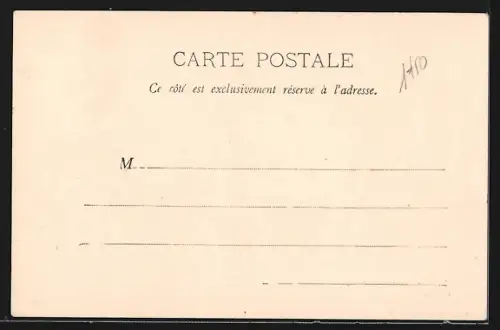 CARTE POSTALE
Ce côté est exclusivement réservé à l'adresse.
M